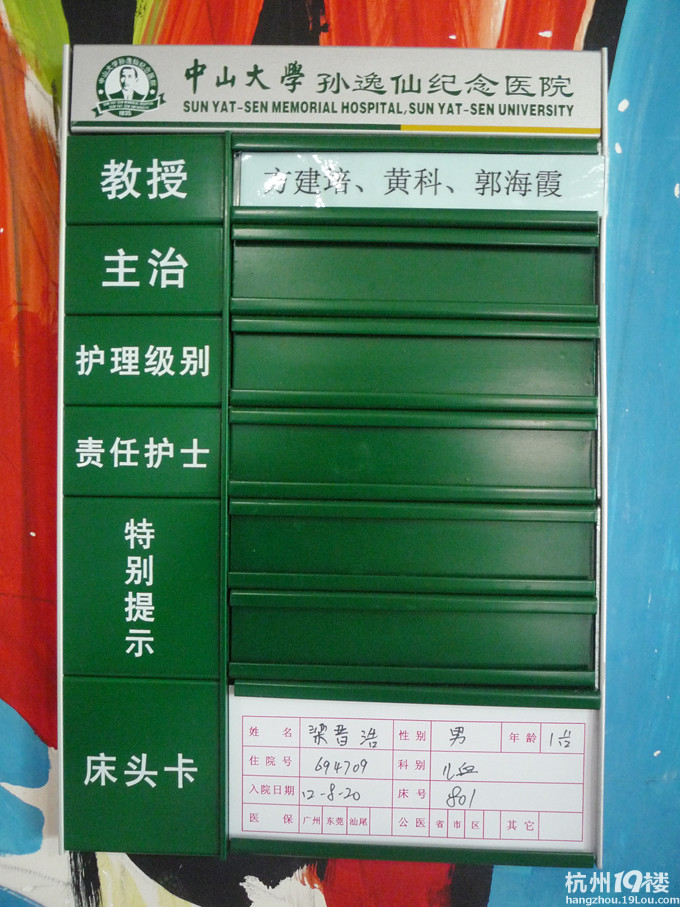 中山大學孙逸仙纪念医院
SUN YAT-SEN MEMORIAL HOSPITAL,SUN YAT-SEN UNIVERSITY
1835
教授 方建培、黄科、郭海霞
主治
护理级别
责任护士
特别提示
床头卡
姓名 梁晋浩 性别 男 年龄 1岁
住院号 694709 科别 儿血
入院日期 12-8-20 床号 801
医保 广州 东莞 汕尾 公医 省 市 区 其它
杭州19楼
hangzhou.19lou.com